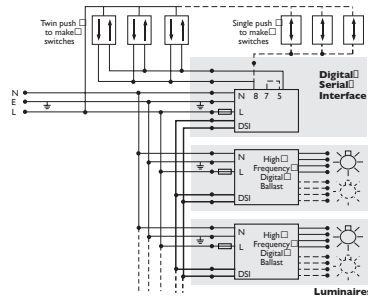 Twin push □
to make□
switches
Single push □
to make□
switches
Digital□
Serial□
Interface
N 8 7 S
L
DSI
N
E
L
N
L
DSI
High□
Frequency□
Digital□
Ballast
N
L
DSI
High□
Frequency□
Digital□
Ballast
Luminaires